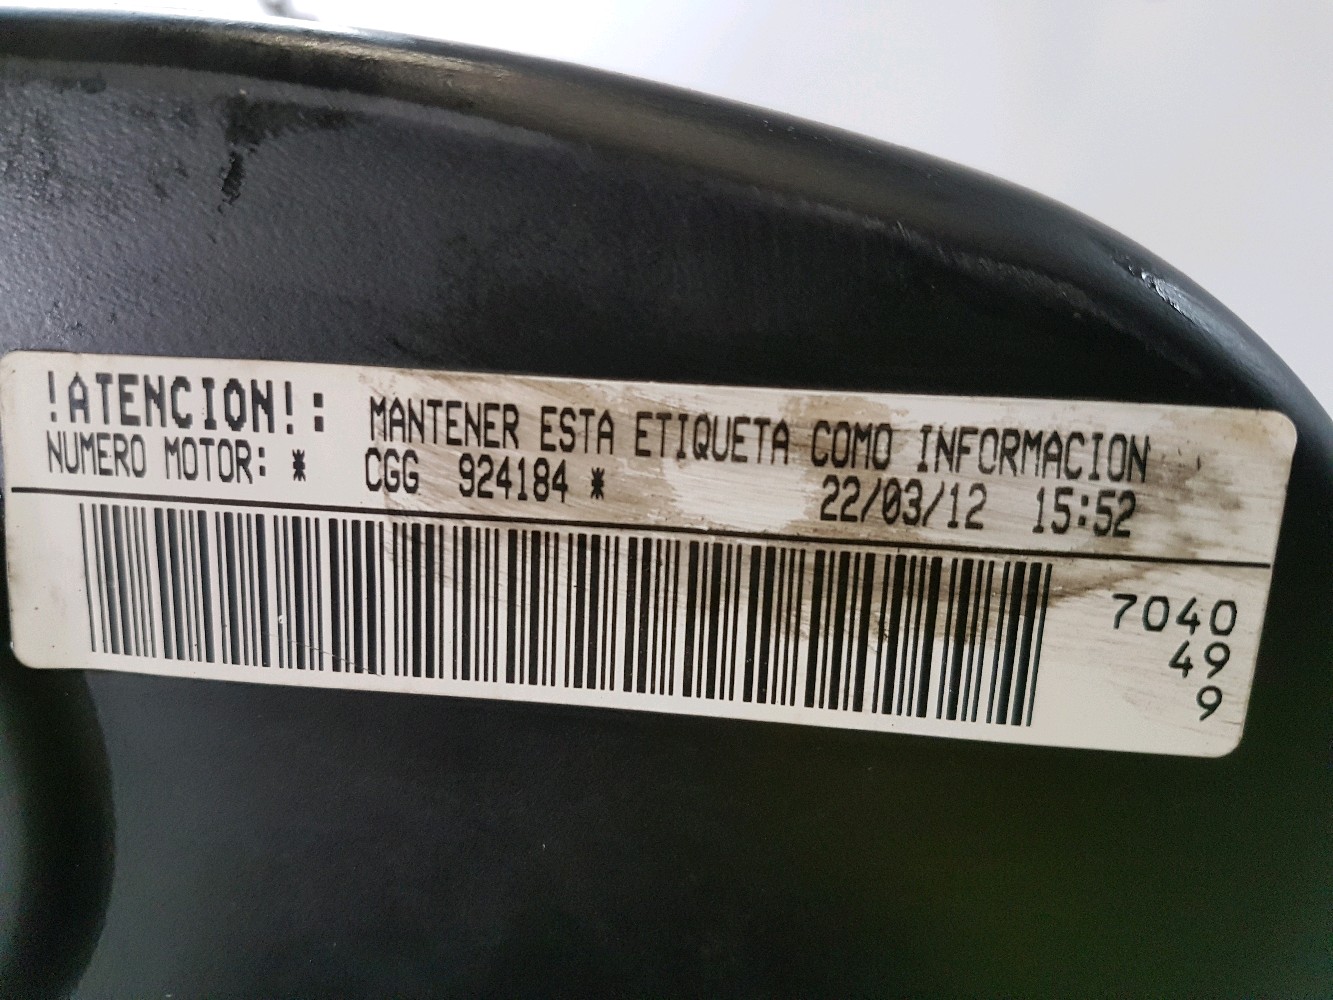 !ATENCION!: MANTENER ESTA ETIQUETA COMO INFORMACION
NUMERO MOTOR: * CGG 924184 * 22/03/12 15:52
7040
49
9